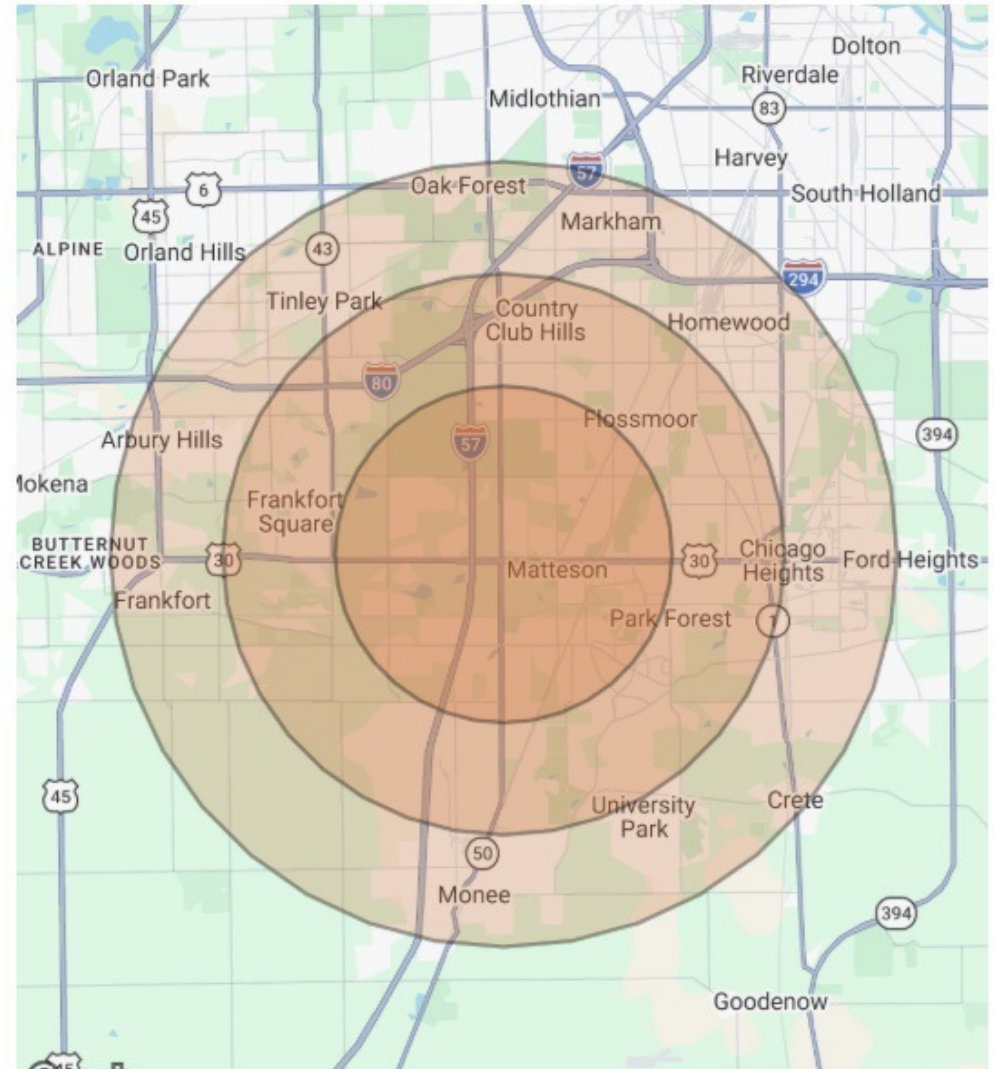 Dolton
Orland Park
Riverdale
Midlothian
83
Harvey
57
6
Oak Forest
South Holland
45
Markham
ALPINE
Orland Hills
43
294
Tinley Park
Country
Club Hills
Homewood
80
Flossmoor
Arbury Hills
57
394
Mokena
Frankfort
Square
BUTTERNUT
CREEK WOODS
30
Matteson
30
Chicago
Heights
Ford Heights
Frankfort
Park Forest
1
45
University
Park
Crete
50
Monee
394
Goodenow
45